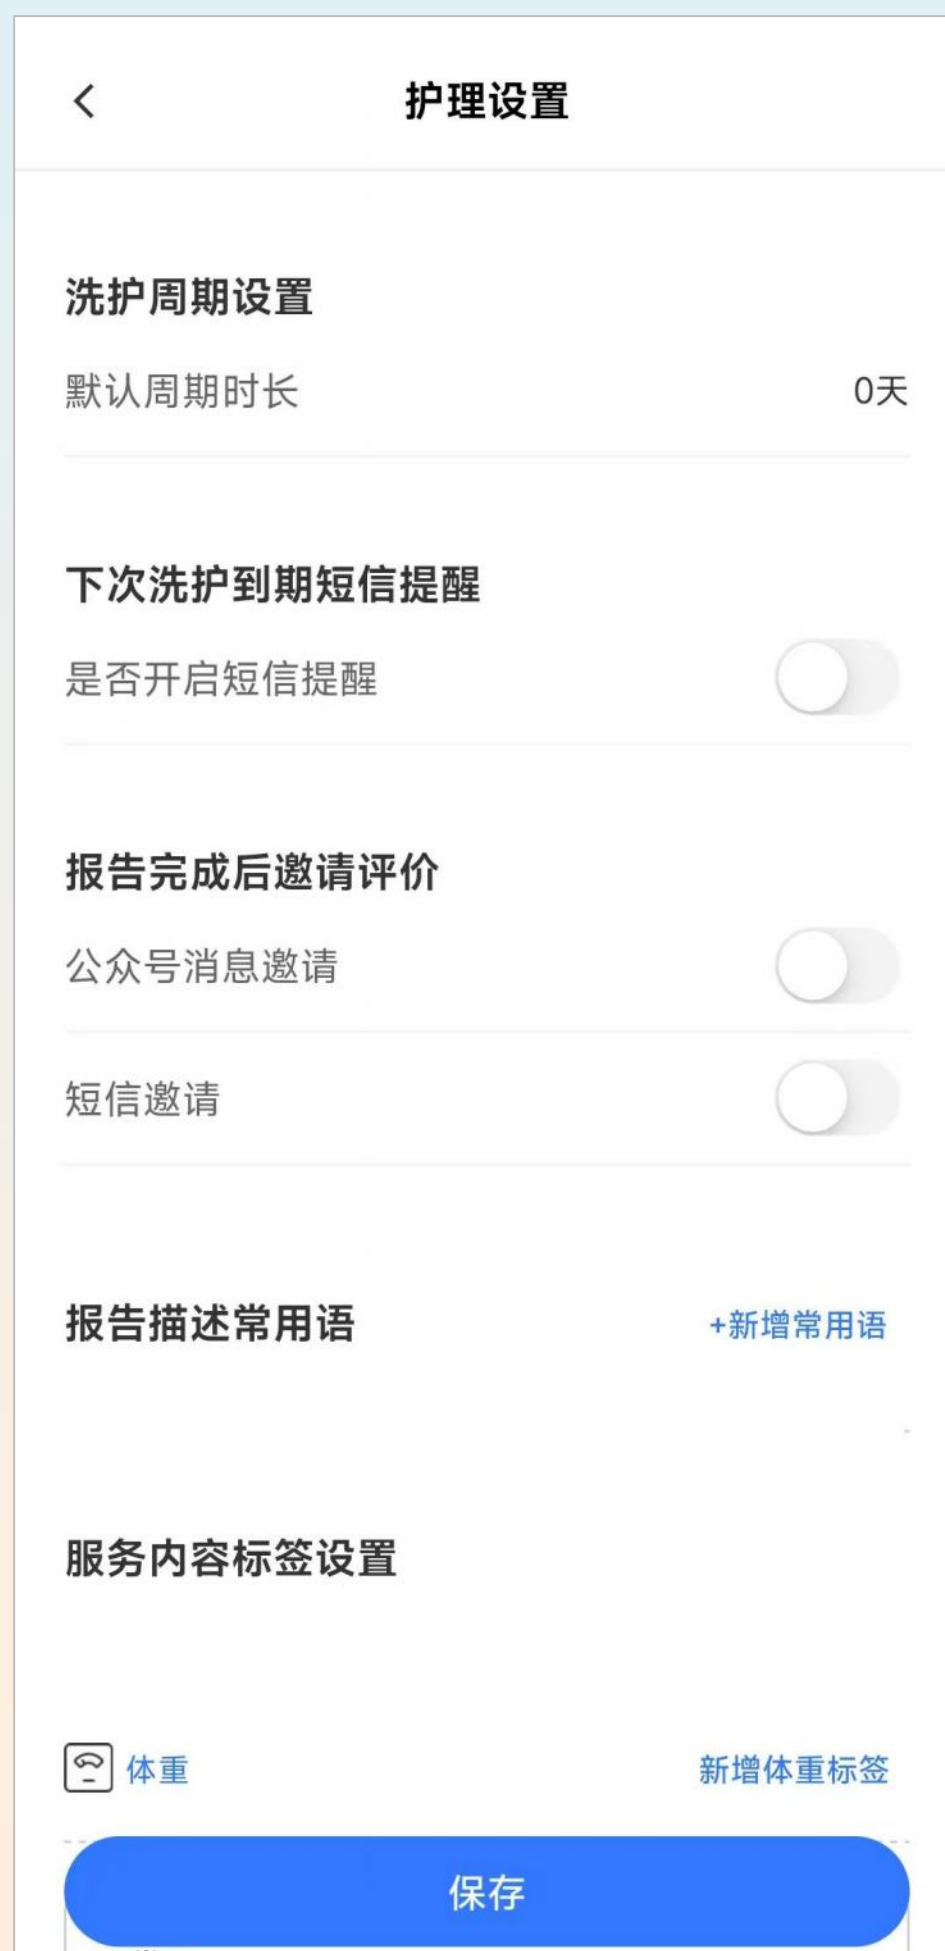 护理设置
洗护周期设置
默认周期时长 0天
下次洗护到期短信提醒
是否开启短信提醒
报告完成后邀请评价
公众号消息邀请
短信邀请
报告描述常用语 +新增常用语
服务内容标签设置
体重 新增体重标签
保存